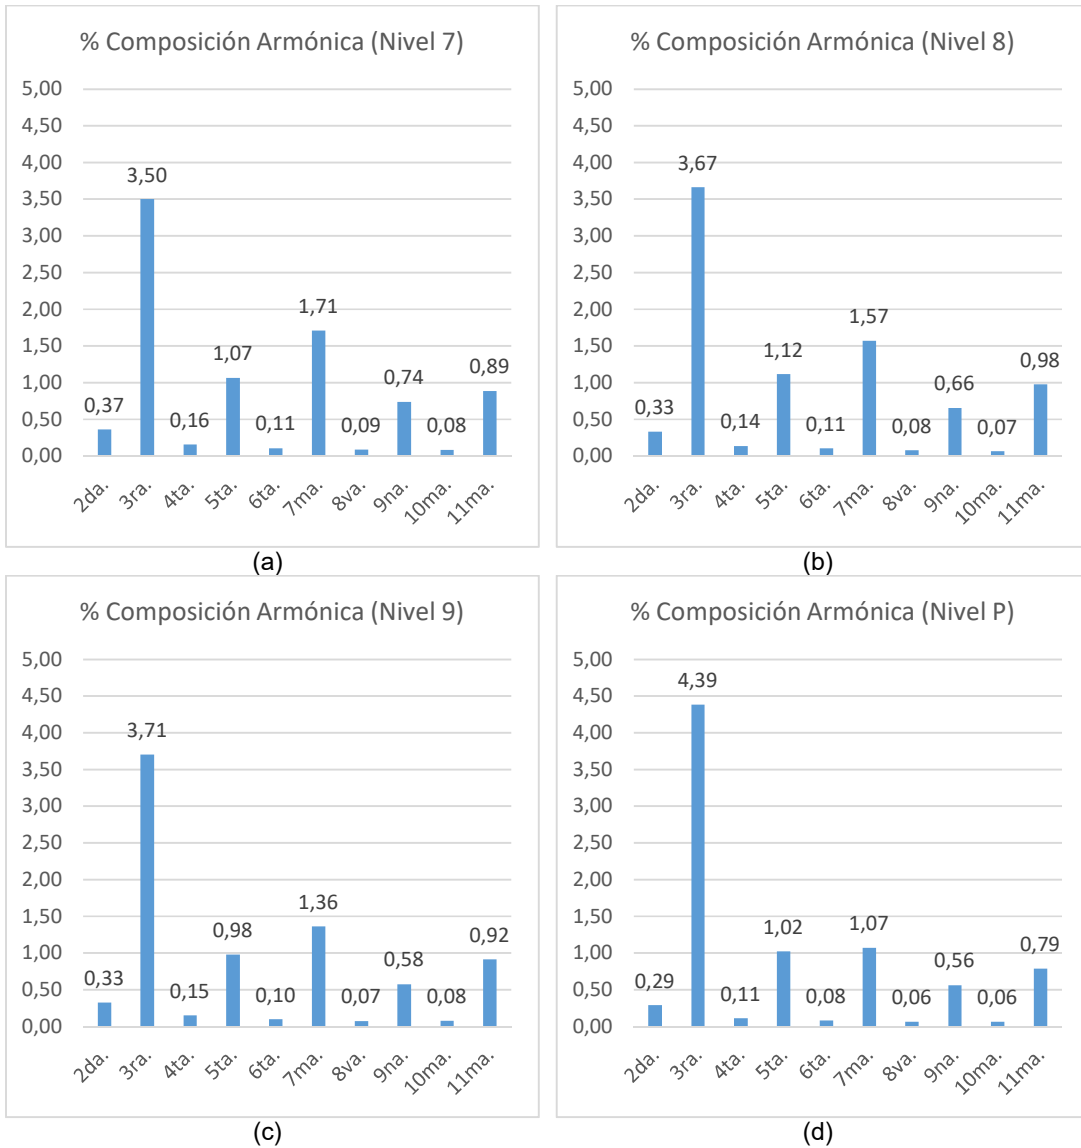 % Composición Armónica (Nivel 7)
5,00
4,50
4,00
3,50
3,00
2,50
2,00
1,50
1,00
0,50
0,00
0,37
3,50
0,16
1,07
0,11
1,71
0,09
0,74
0,08
0,89
2da.
3ra.
4ta.
5ta.
6ta.
7ma.
8va.
9na.
10ma.
11ma.
(a)
% Composición Armónica (Nivel 8)
5,00
4,50
4,00
3,50
3,00
2,50
2,00
1,50
1,00
0,50
0,00
0,33
3,67
0,14
1,12
0,11
1,57
0,08
0,66
0,07
0,98
2da.
3ra.
4ta.
5ta.
6ta.
7ma.
8va.
9na.
10ma.
11ma.
(b)
% Composición Armónica (Nivel 9)
5,00
4,50
4,00
3,50
3,00
2,50
2,00
1,50
1,00
0,50
0,00
0,33
3,71
0,15
0,98
0,10
1,36
0,07
0,58
0,08
0,92
2da.
3ra.
4ta.
5ta.
6ta.
7ma.
8va.
9na.
10ma.
11ma.
(c)
% Composición Armónica (Nivel P)
5,00
4,50
4,00
3,50
3,00
2,50
2,00
1,50
1,00
0,50
0,00
0,29
4,39
0,11
1,02
0,08
1,07
0,06
0,56
0,06
0,79
2da.
3ra.
4ta.
5ta.
6ta.
7ma.
8va.
9na.
10ma.
11ma.
(d)